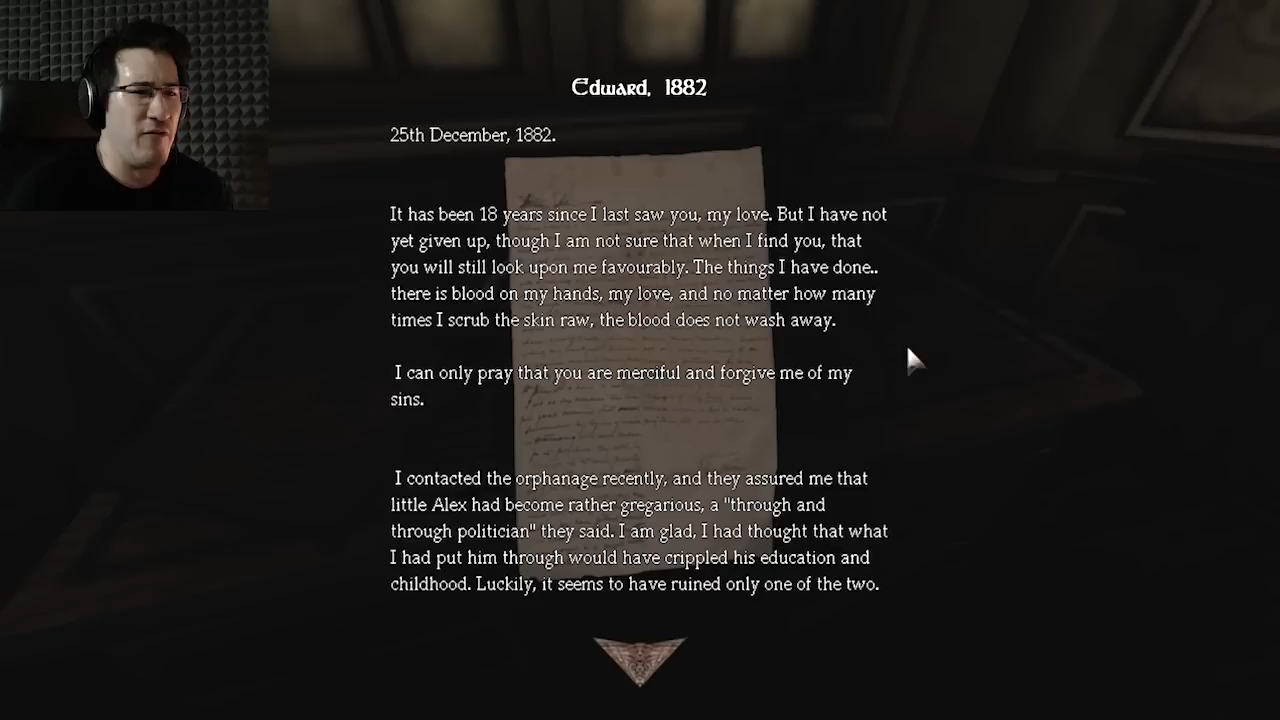 Edward, 1882
25th December, 1882.
It has been 18 years since I last saw you, my love. But I have not
yet given up, though I am not sure that when I find you, that
you will still look upon me favourably. The things I have done..
there is blood on my hands, my love, and no matter how many
times I scrub the skin raw, the blood does not wash away.
I can only pray that you are merciful and forgive me of my
sins.
I contacted the orphanage recently, and they assured me that
little Alex had become rather gregarious, a "through and
through politician" they said. I am glad, I had thought that what
I had put him through would have crippled his education and
childhood. Luckily, it seems to have ruined only one of the two.